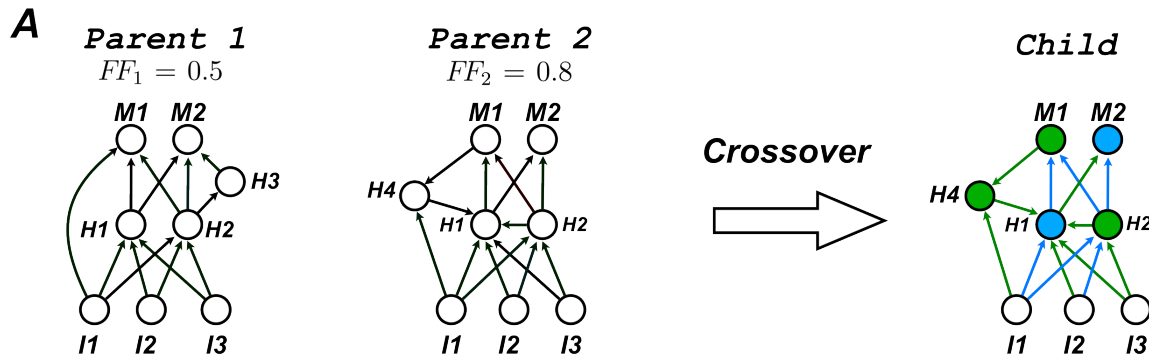 A
Parent 1
FF₁ = 0.5
M1 M2
H3
H1 H2
I1 I2 I3
Parent 2
FF₂ = 0.8
M1 M2
H4
H1 H2
I1 I2 I3
Crossover
Child
M1 M2
H4
H1 H2
I1 I2 I3